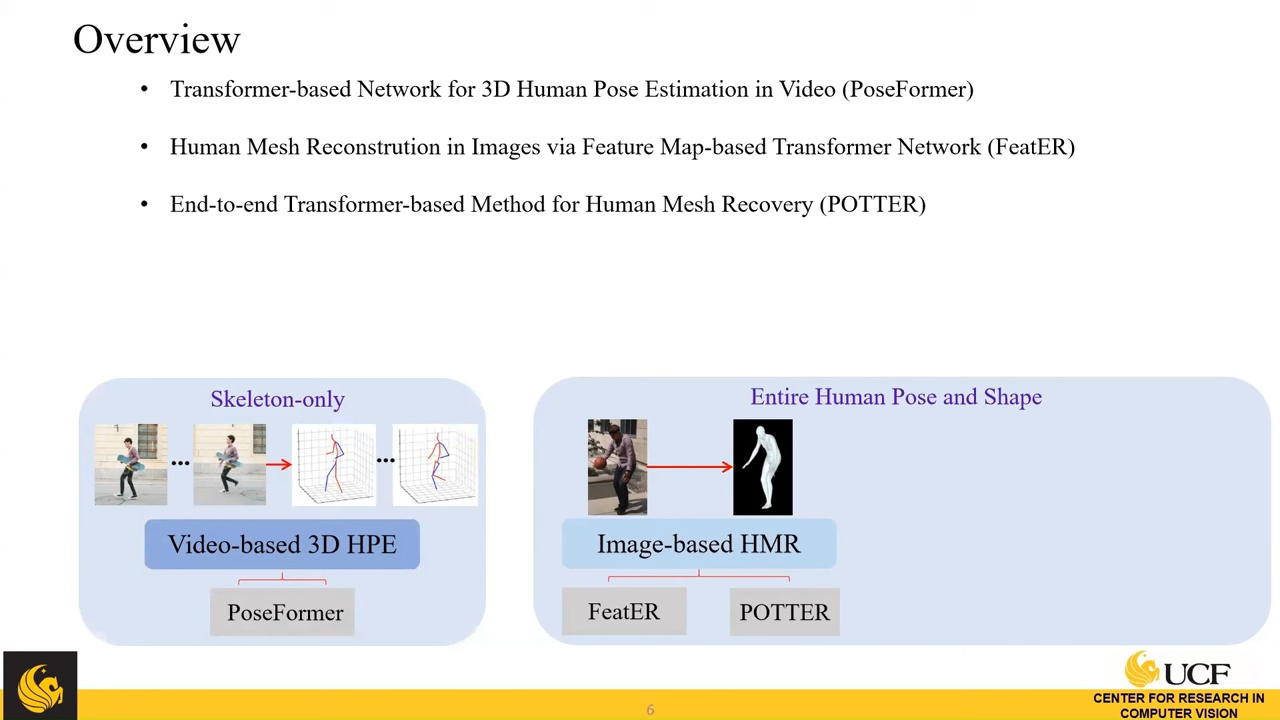 Overview
• Transformer-based Network for 3D Human Pose Estimation in Video (PoseFormer)
• Human Mesh Reconstrution in Images via Feature Map-based Transformer Network (FeatER)
• End-to-end Transformer-based Method for Human Mesh Recovery (POTTER)
Skeleton-only
Video-based 3D HPE
PoseFormer
Entire Human Pose and Shape
Image-based HMR
FeatER
POTTER
6
UCF
CENTER FOR RESEARCH IN
COMPUTER VISION